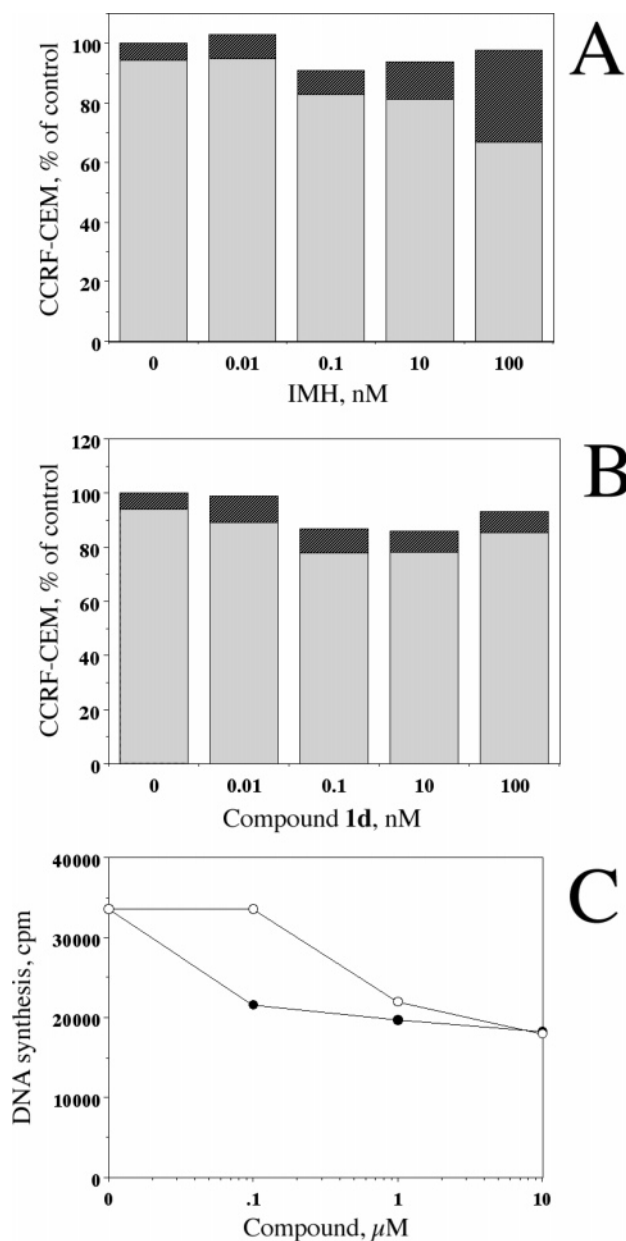 A
CCRF-CEM, % of control
100
80
60
40
20
0
0 0.01 0.1 10 100
IMH, nM
B
CCRF-CEM, % of control
120
100
80
60
40
20
0
0 0.01 0.1 10 100
Compound 1d, nM
C
DNA synthesis, cpm
40000
30000
20000
10000
0
0 .1 1 10
Compound, µM